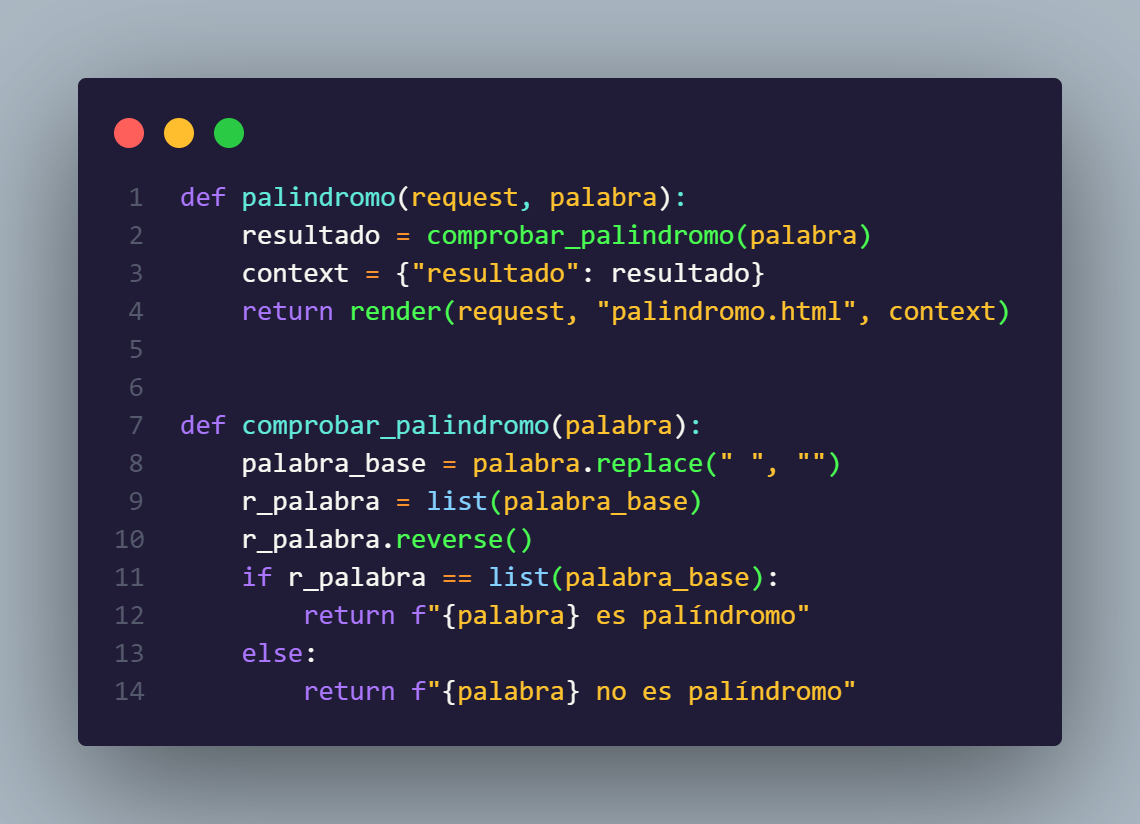 1 def palindromo(request, palabra):
2     resultado = comprobar_palindromo(palabra)
3     context = {"resultado": resultado}
4     return render(request, "palindromo.html", context)
5
6
7 def comprobar_palindromo(palabra):
8     palabra_base = palabra.replace(" ", "")
9     r_palabra = list(palabra_base)
10     r_palabra.reverse()
11     if r_palabra == list(palabra_base):
12         return f"{palabra} es palíndromo"
13     else:
14         return f"{palabra} no es palíndromo"